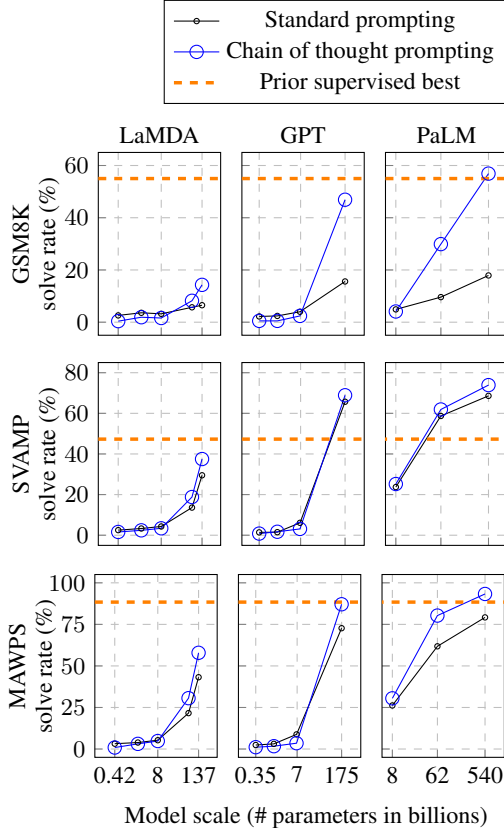 Standard prompting
Chain of thought prompting
Prior supervised best
LaMDA GPT PaLM
GSM8K
solve rate (%)
60
40
20
0
SVAMP
solve rate (%)
80
60
40
20
0
MAWPS
solve rate (%)
100
75
50
25
0
0.42 8 137 0.35 7 175 8 62 540
Model scale (# parameters in billions)